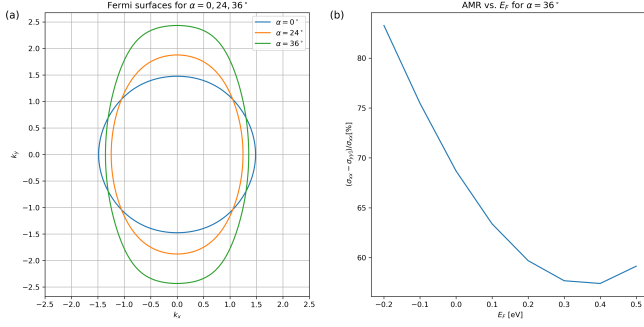 (a)
Fermi surfaces for α = 0, 24, 36°
α = 0°
α = 24°
α = 36°
2.5
2.0
1.5
1.0
0.5
0.0
−0.5
−1.0
−1.5
−2.0
−2.5
k_y
−2.5 −2.0 −1.5 −1.0 −0.5 0.0 0.5 1.0 1.5 2.0 2.5
k_x
(b)
AMR vs. E_F for α = 36°
80
75
70
65
60
(σ_xx − σ_yy)/σ_xx[%]
−0.2 −0.1 0.0 0.1 0.2 0.3 0.4 0.5
E_F [eV]